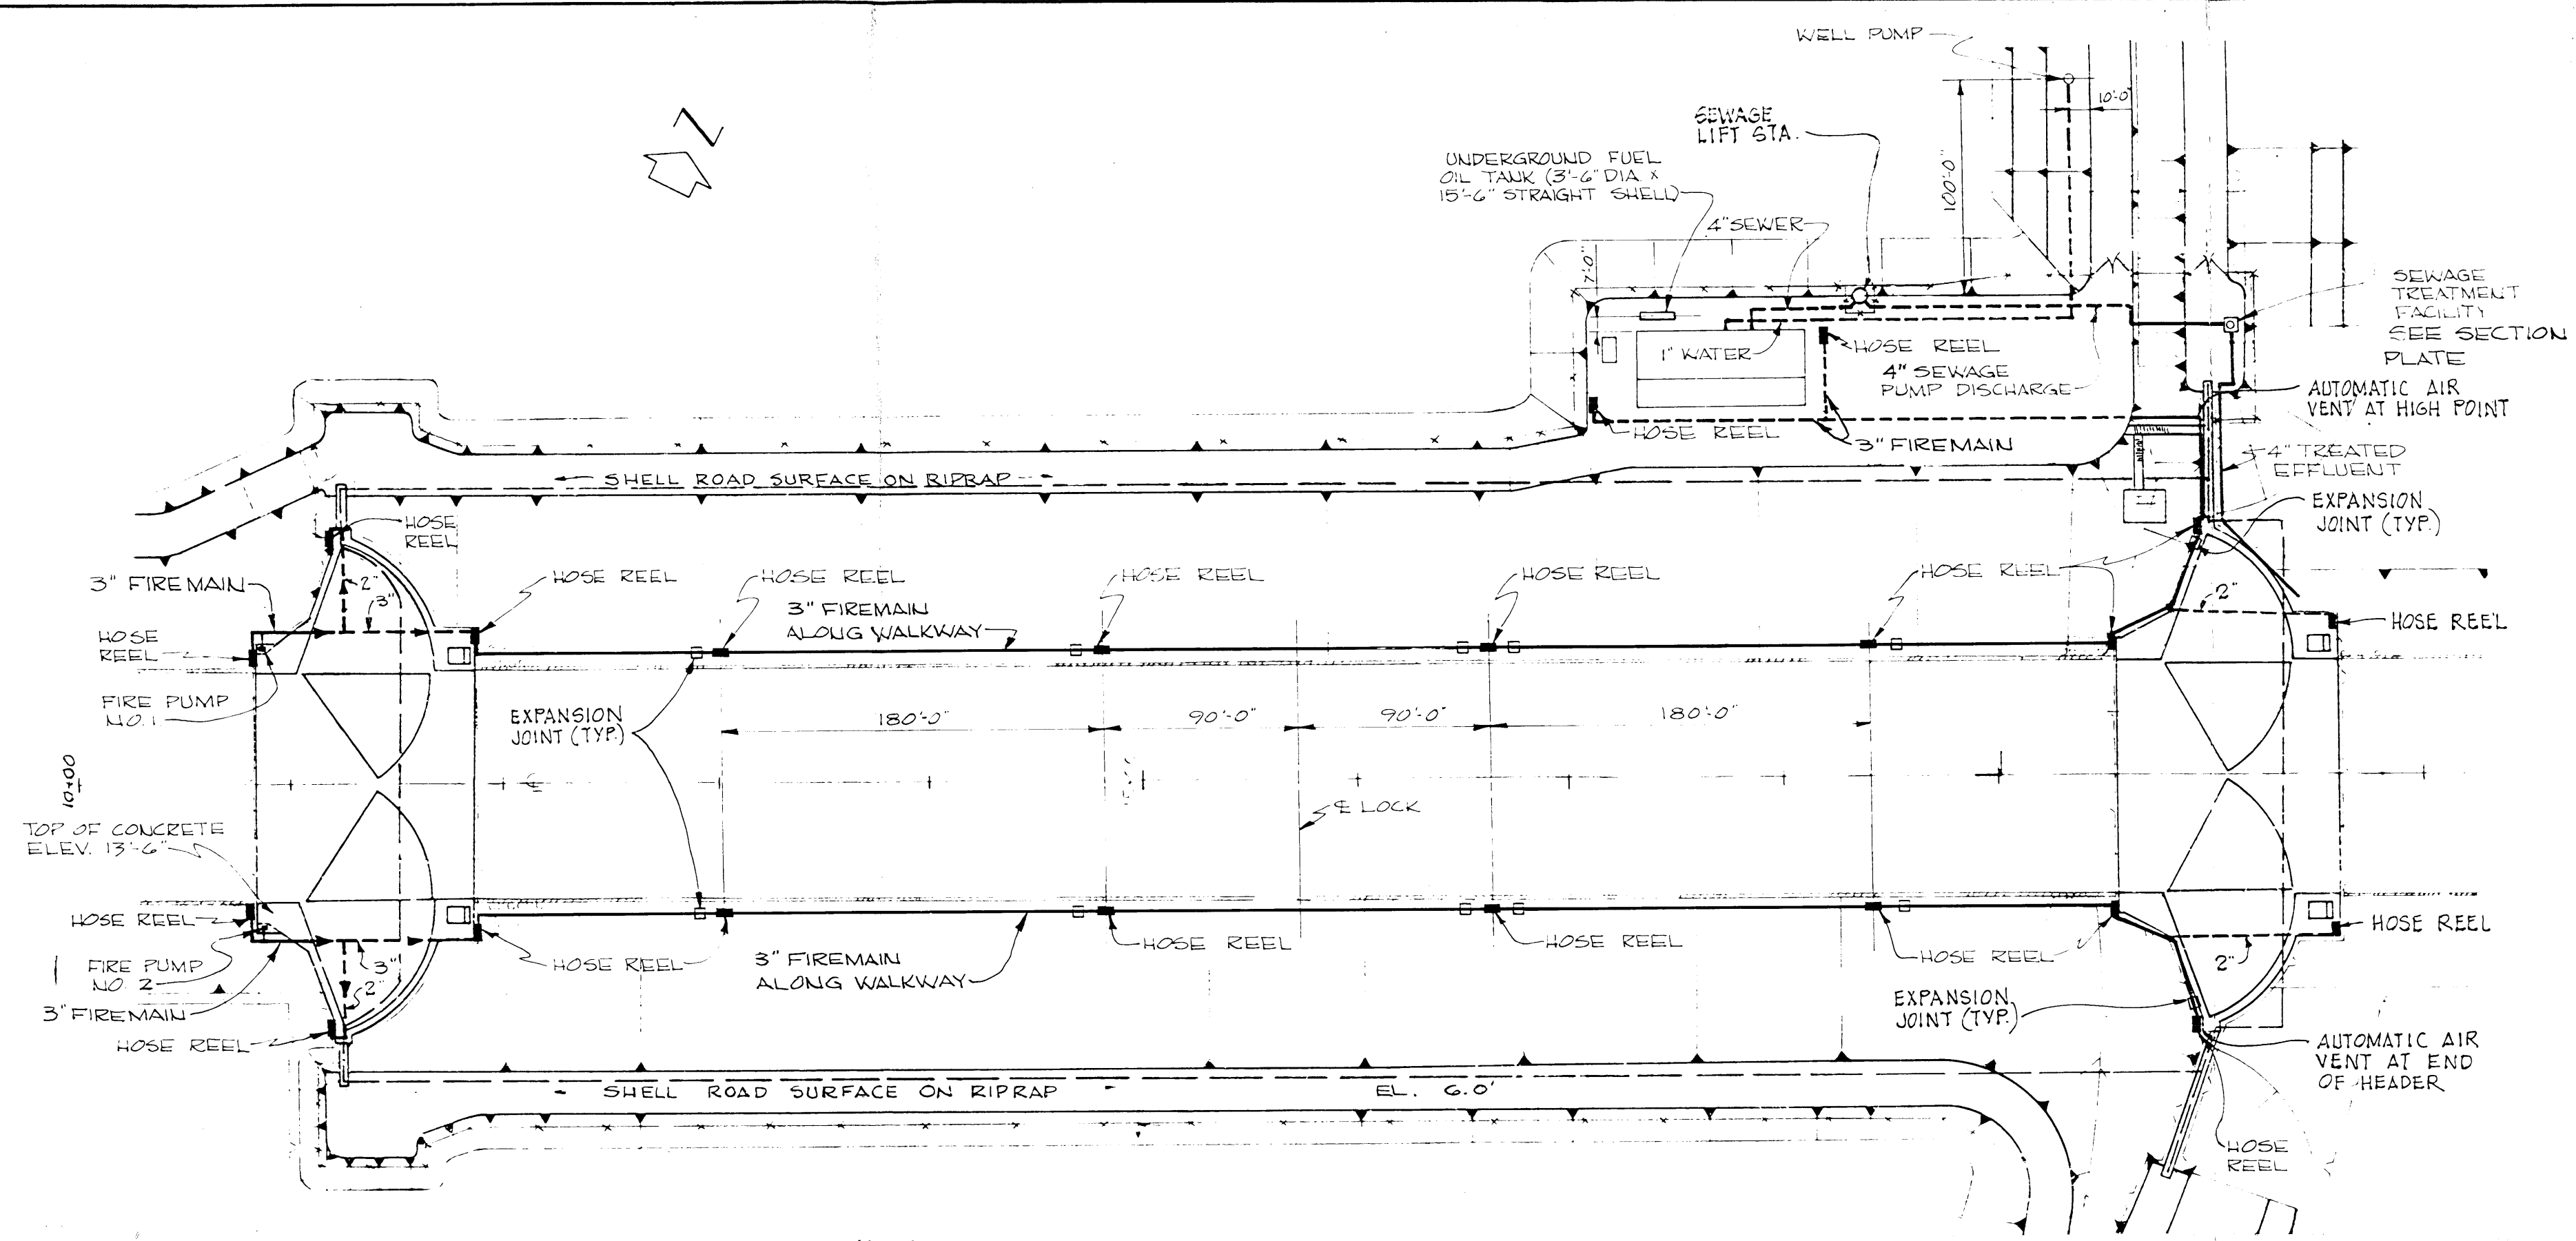 WELL PUMP
10'-0"
SEWAGE
LIFT STA.
UNDERGROUND FUEL
OIL TANK (3'-6" DIA. X
15'-6" STRAIGHT SHELL)
100'-0"
4" SEWER
7'-0"
Z
SEWAGE
TREATMENT
FACILITY
SEE SECTION
PLATE
1" WATER
HOSE REEL
4" SEWAGE
PUMP DISCHARGE
AUTOMATIC AIR
VENT AT HIGH POINT
HOSE REEL
3" FIREMAIN
4" TREATED
EFFLUENT
SHELL ROAD SURFACE ON RIPRAP
EXPANSION
JOINT (TYP.)
HOSE
REEL
3" FIREMAIN
2"
3"
HOSE REEL
HOSE REEL
HOSE REEL
HOSE REEL
HOSE REEL
2"
3" FIREMAIN
ALONG WALKWAY
HOSE REEL
HOSE
REEL
FIRE PUMP
NO. 1
EXPANSION
JOINT (TYP.)
180'-0"
90'-0"
90'-0"
180'-0"
10+00
℄
℄ LOCK
TOP OF CONCRETE
ELEV. 13'-6"
HOSE REEL
HOSE REEL
HOSE REEL
HOSE REEL
HOSE REEL
HOSE REEL
3" FIREMAIN
ALONG WALKWAY
FIRE PUMP
NO. 2
3"
2"
2"
3" FIREMAIN
EXPANSION
JOINT (TYP.)
HOSE REEL
AUTOMATIC AIR
VENT AT END
OF HEADER
SHELL ROAD SURFACE ON RIPRAP
EL. 6.0'
HOSE
REEL